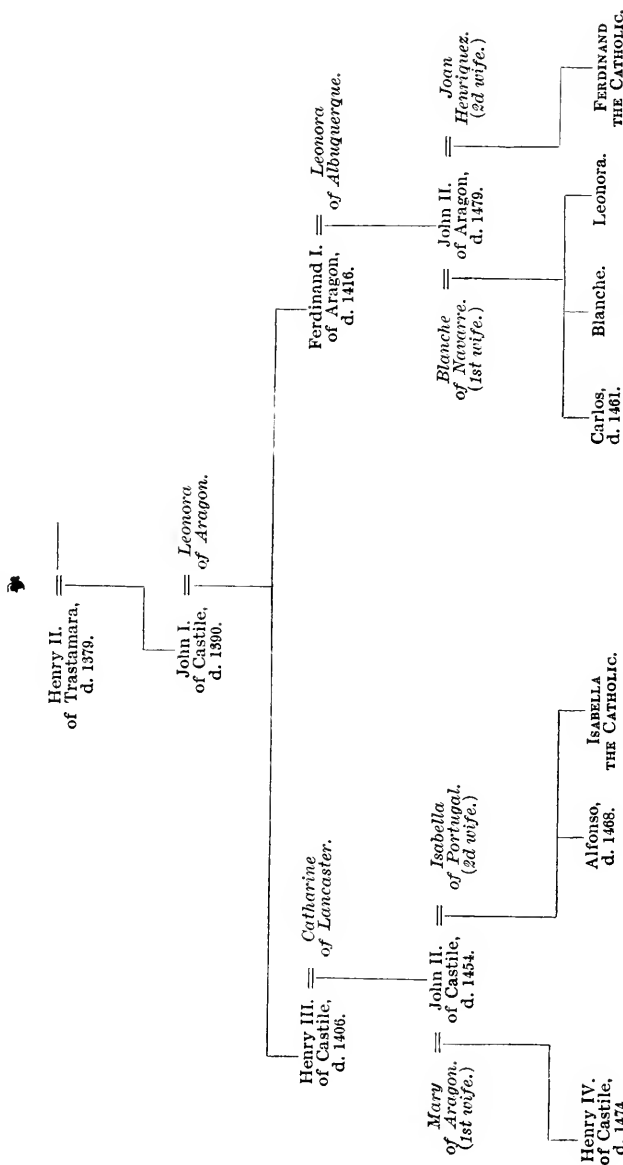 Henry II.
of Trastamara,
d. 1379.
=
John I.
of Castile,
d. 1390.
=
Leonora
of Aragon.
Henry III.
of Castile,
d. 1406.
=
Catharine
of Lancaster.
Ferdinand I.
of Aragon,
d. 1416.
=
Leonora
of Albuquerque.
Mary
of Aragon.
(1st wife.)
=
John II.
of Castile,
d. 1454.
=
Isabella
of Portugal.
(2d wife.)
Blanche
of Navarre.
(1st wife.)
=
John II.
of Aragon,
d. 1479.
=
Joan
Henriquez.
(2d wife.)
Henry IV.
of Castile,
d. 1474
Alfonso,
d. 1468.
ISABELLA
THE CATHOLIC.
Carlos,
d. 1461.
Blanche.
Leonora.
FERDINAND
THE CATHOLIC.